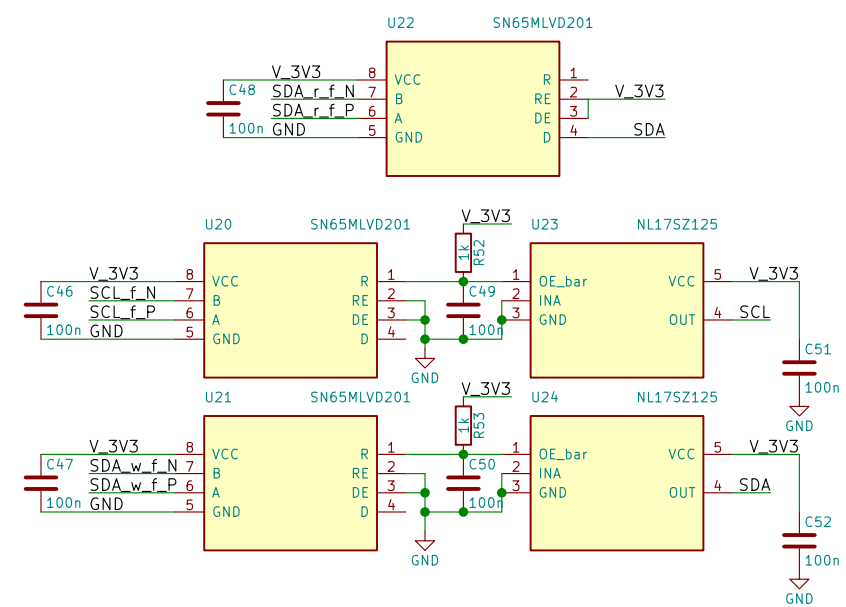 U22 SN65MLVD201
V_3V3 8 VCC R 1
C48 SDA_r_f_N 7 B RE 2 V_3V3
SDA_r_f_P 6 A DE 3
100n GND 5 GND D 4 SDA
V_3V3
U20 SN65MLVD201 U23 NL17SZ125
1k R52
V_3V3 8 VCC R 1 1 OE_bar VCC 5 V_3V3
C46 SCL_f_N 7 B RE 2 C49 2 INA
SCL_f_P 6 A DE 3 3 GND OUT 4 SCL
100n GND 5 GND D 4 100n
C51
GND
100n
V_3V3
GND
U21 SN65MLVD201 U24 NL17SZ125
1k R53
V_3V3 8 VCC R 1 1 OE_bar VCC 5 V_3V3
C47 SDA_w_f_N 7 B RE 2 C50 2 INA
SDA_w_f_P 6 A DE 3 3 GND OUT 4 SDA
100n GND 5 GND D 4 100n
C52
GND
100n
GND